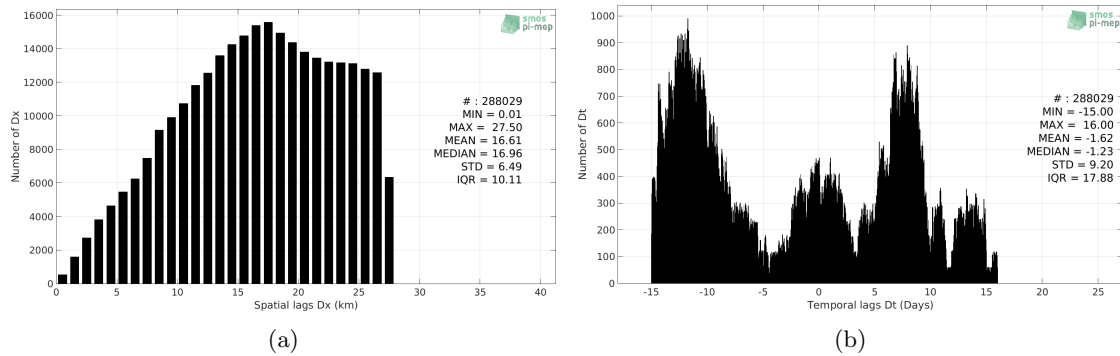 16000
14000
12000
10000
8000
6000
4000
2000
0
Number of Dx
0 5 10 15 20 25 30 35 40
Spatial lags Dx (km)
smos
pi-mep
# : 288029
MIN = 0.01
MAX = 27.50
MEAN = 16.61
MEDIAN = 16.96
STD = 6.49
IQR = 10.11
(a)
1000
900
800
700
600
500
400
300
200
100
0
Number of Dt
-15 -10 -5 0 5 10 15 20 25
Temporal lags Dt (Days)
smos
pi-mep
# : 288029
MIN = -15.00
MAX = 16.00
MEAN = -1.62
MEDIAN = -1.23
STD = 9.20
IQR = 17.88
(b)